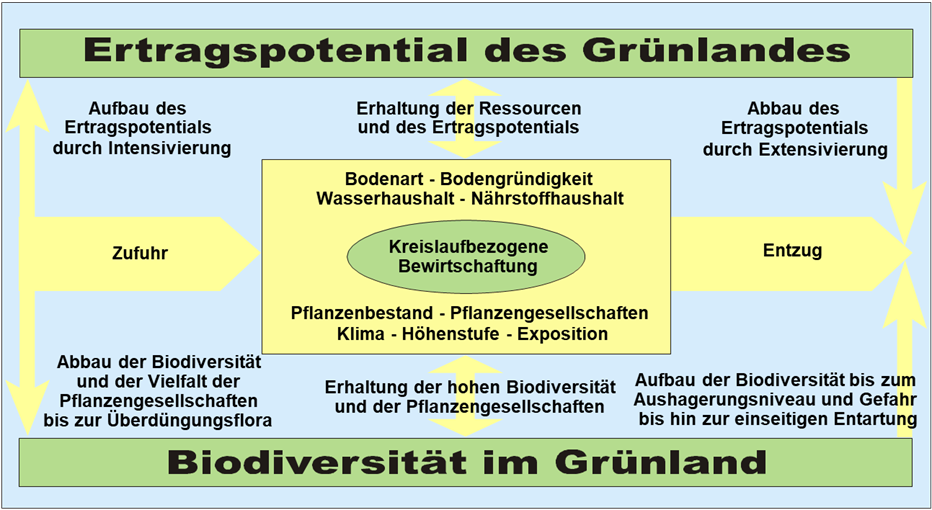 Ertragspotential des Grünlandes
Aufbau des
Ertragspotentials
durch Intensivierung
Erhaltung der Ressourcen
und des Ertragspotentials
Abbau des
Ertragspotentials
durch Extensivierung
Bodenart - Bodengründigkeit
Wasserhaushalt - Nährstoffhaushalt
Zufuhr
Kreislaufbezogene
Bewirtschaftung
Entzug
Pflanzenbestand - Pflanzengesellschaften
Klima - Höhenstufe - Exposition
Abbau der Biodiversität
und der Vielfalt der
Pflanzengesellschaften
bis zur Überdüngungsflora
Erhaltung der hohen Biodiversität
und der Pflanzengesellschaften
Aufbau der Biodiversität bis zum
Aushagerungsniveau und Gefahr
bis hin zur einseitigen Entartung
Biodiversität im Grünland